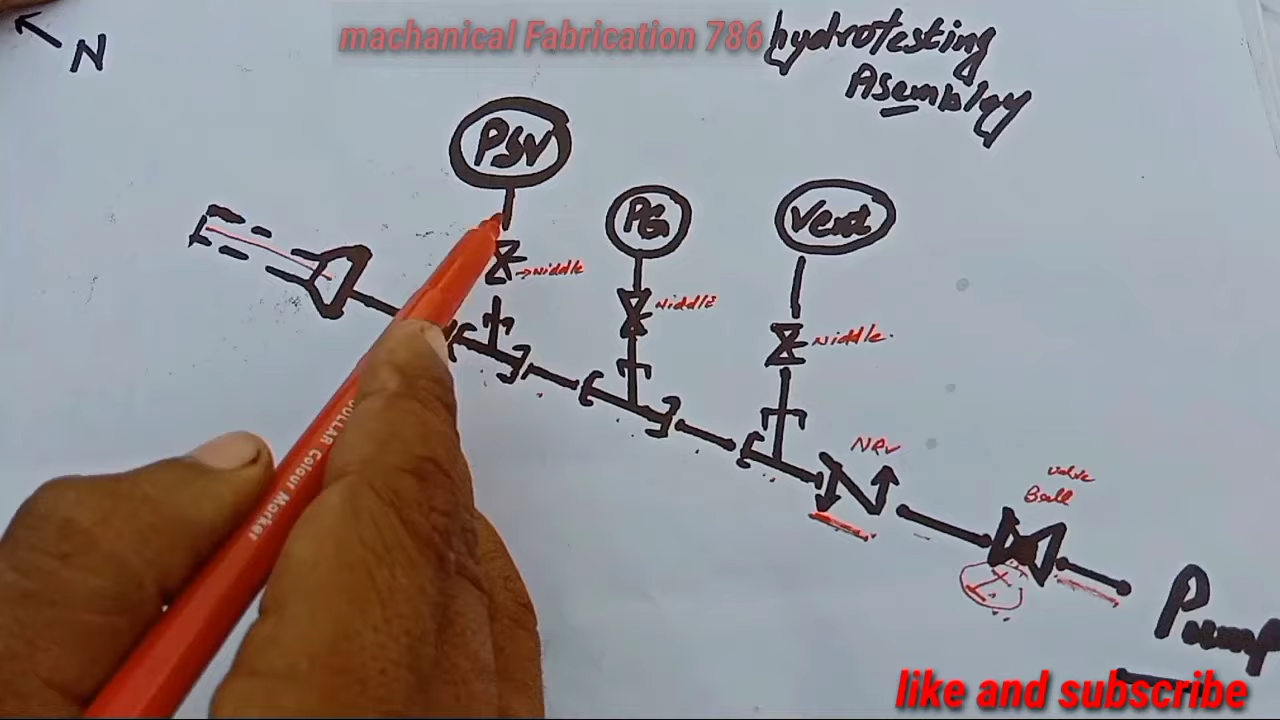 N
machanical Fabrication 786
hydrotesting
Asemblay
PSV
PG
Vent
Niddle
Niddle
Niddle.
NRV
valve
Ball
Pump
DOLLAR Colour Marker
like and subscribe